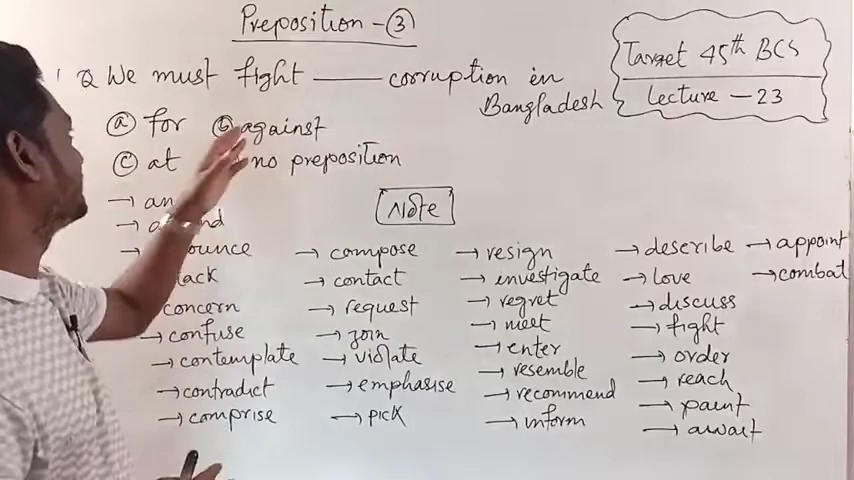 Preposition - ③
Target 45th BCS
Lecture - 23
Q We must fight ____ corruption in
Bangladesh
ⓐ for ⓑ against
ⓒ at no preposition
Note
→ compose
→ contact
→ request
→ join
→ violate
→ emphasise
→ pick
→ resign
→ investigate
→ regret
→ meet
→ enter
→ resemble
→ recommend
→ inform
→ describe
→ love
→ discuss
→ fight
→ order
→ reach
→ paint
→ await
→ appoint
→ combat
concern
→ confuse
→ contemplate
→ contradict
→ comprise